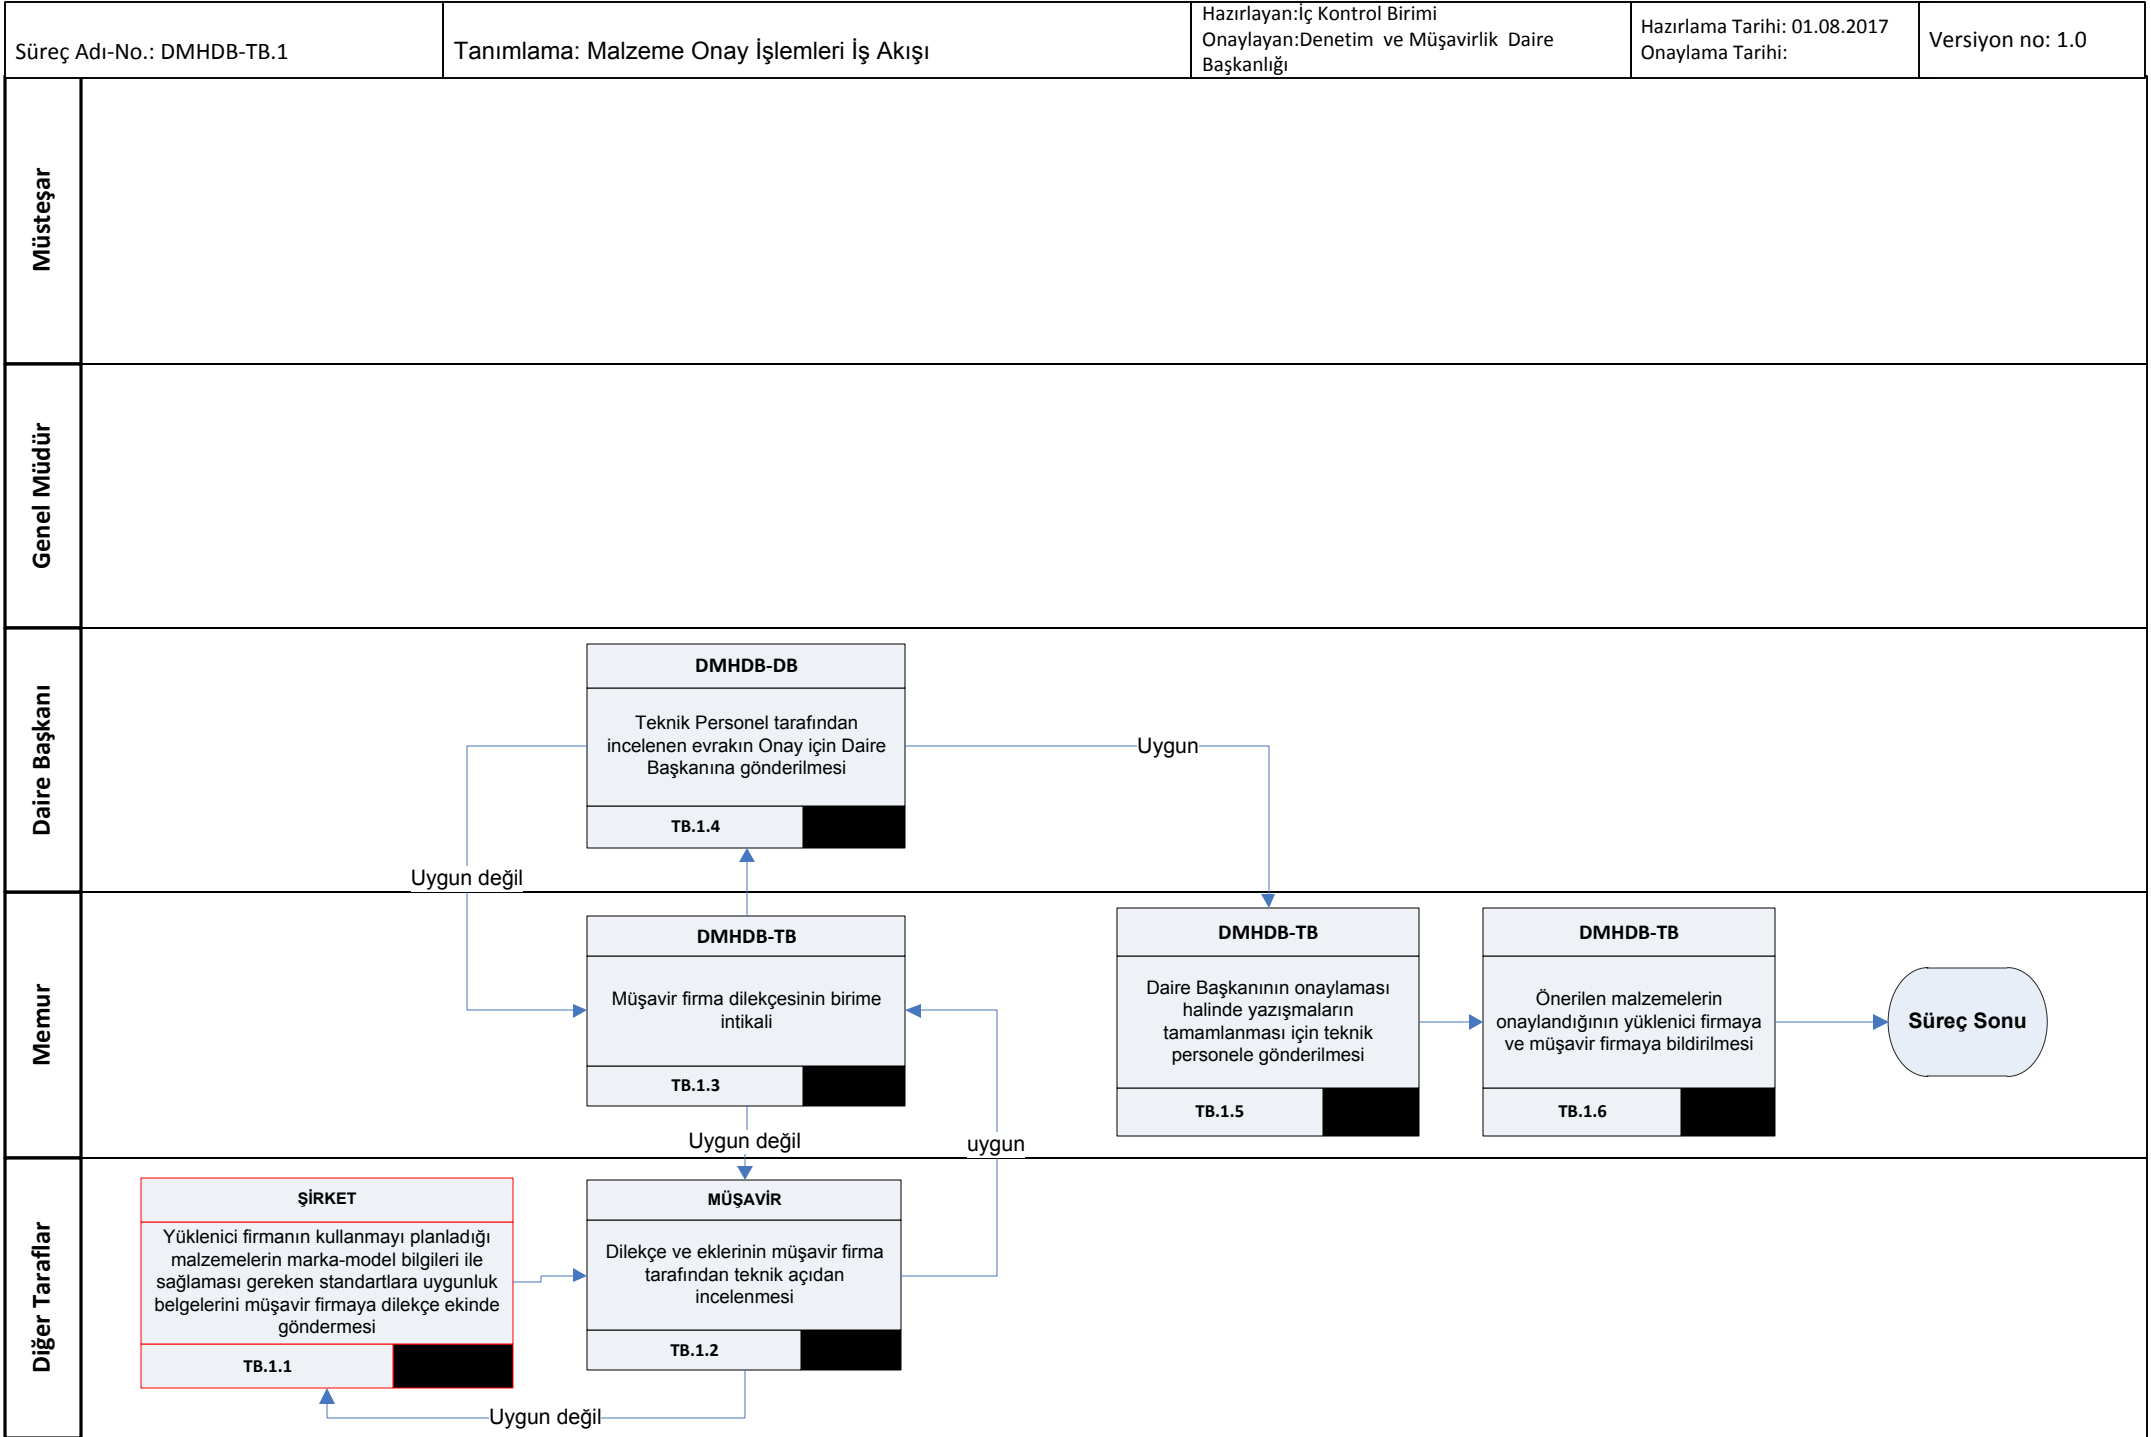 Süreç Adı-No.: DMHDB-TB.1
Tanımlama: Malzeme Onay İşlemleri İş Akışı
Hazırlayan:İç Kontrol Birimi
Onaylayan:Denetim ve Müşavirlik Daire
Başkanlığı
Hazırlama Tarihi: 01.08.2017
Onaylama Tarihi:
Versiyon no: 1.0
Müsteşar
Genel Müdür
Daire Başkanı
DMHDB-DB
Teknik Personel tarafından
incelenen evrakın Onay için Daire
Başkanına gönderilmesi
TB.1.4
Uygun
Uygun değil
Memur
DMHDB-TB
Müşavir firma dilekçesinin birime
intikali
TB.1.3
DMHDB-TB
Daire Başkanının onaylaması
halinde yazışmaların
tamamlanması için teknik
personele gönderilmesi
TB.1.5
DMHDB-TB
Önerilen malzemelerin
onaylandığının yüklenici firmaya
ve müşavir firmaya bildirilmesi
TB.1.6
Süreç Sonu
Uygun değil
uygun
Diğer Taraflar
ŞİRKET
Yüklenici firmanın kullanmayı planladığı
malzemelerin marka-model bilgileri ile
sağlaması gereken standartlara uygunluk
belgelerini müşavir firmaya dilekçe ekinde
göndermesi
TB.1.1
MÜŞAVİR
Dilekçe ve eklerinin müşavir firma
tarafından teknik açıdan
incelenmesi
TB.1.2
Uygun değil